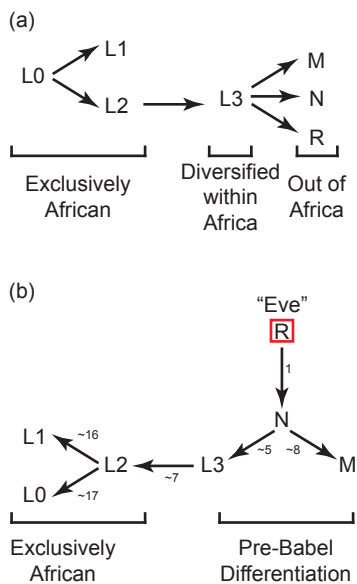 (a)
L0
L1
L2
L3
M
N
R
Exclusively
African
Diversified
within
Africa
Out of
Africa
(b)
“Eve”
R
1
N
~5
~8
L1
~16
L2
~7
L3
M
L0
~17
Exclusively
African
Pre-Babel
Differentiation